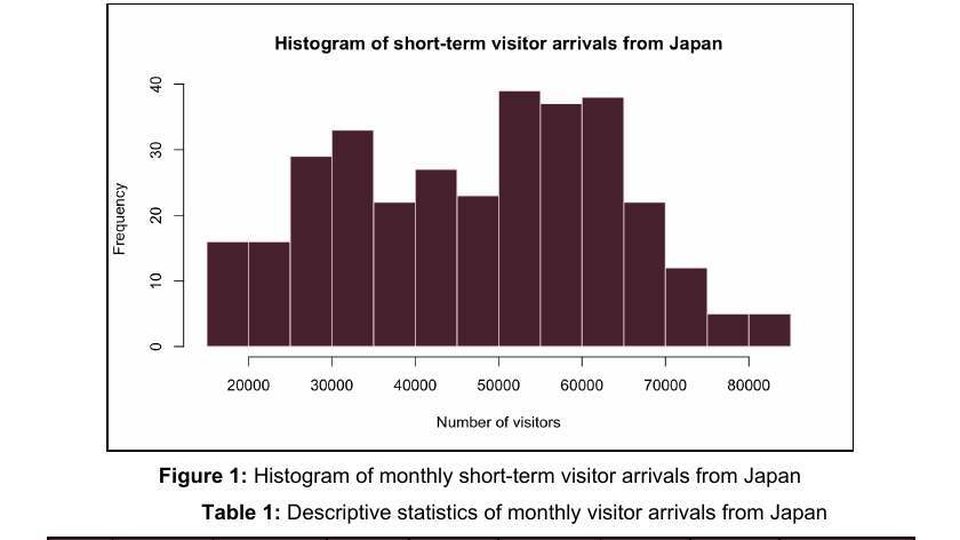 Histogram of short-term visitor arrivals from Japan
40
30
20
10
0
Frequency
20000 30000 40000 50000 60000 70000 80000
Number of visitors
Figure 1: Histogram of monthly short-term visitor arrivals from Japan
Table 1: Descriptive statistics of monthly visitor arrivals from Japan